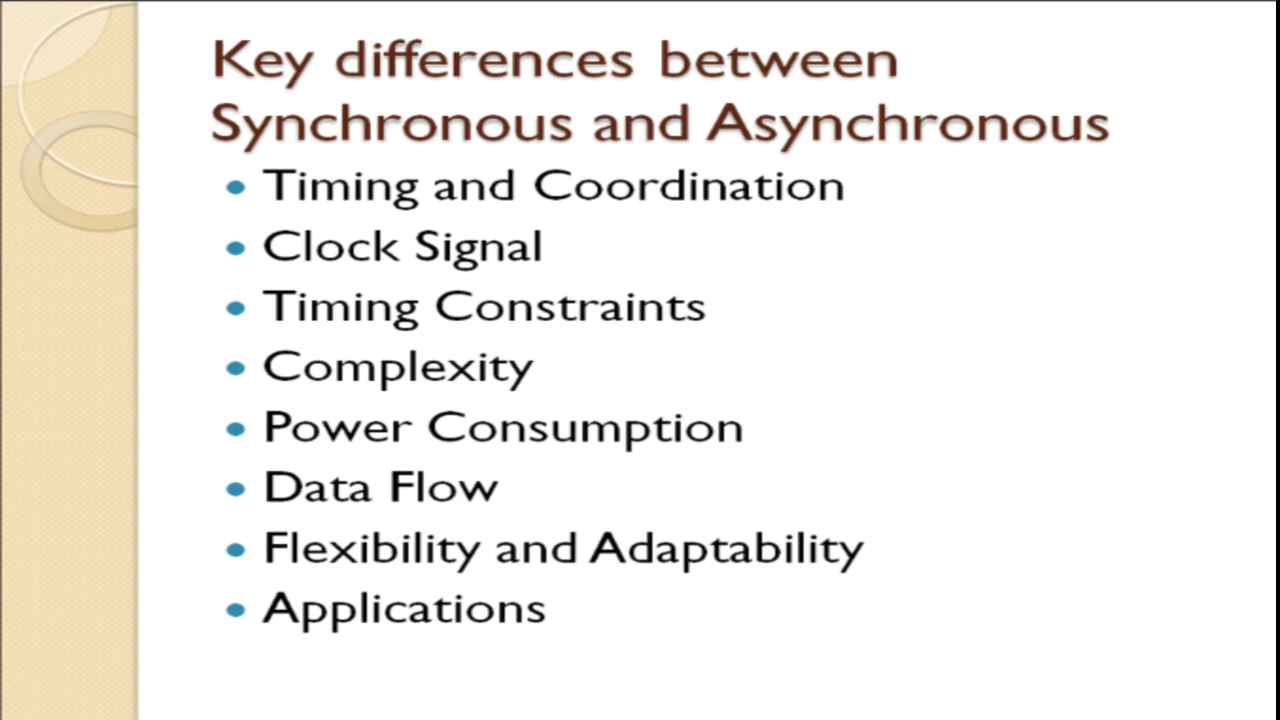 Key differences between
Synchronous and Asynchronous
• Timing and Coordination
• Clock Signal
• Timing Constraints
• Complexity
• Power Consumption
• Data Flow
• Flexibility and Adaptability
• Applications